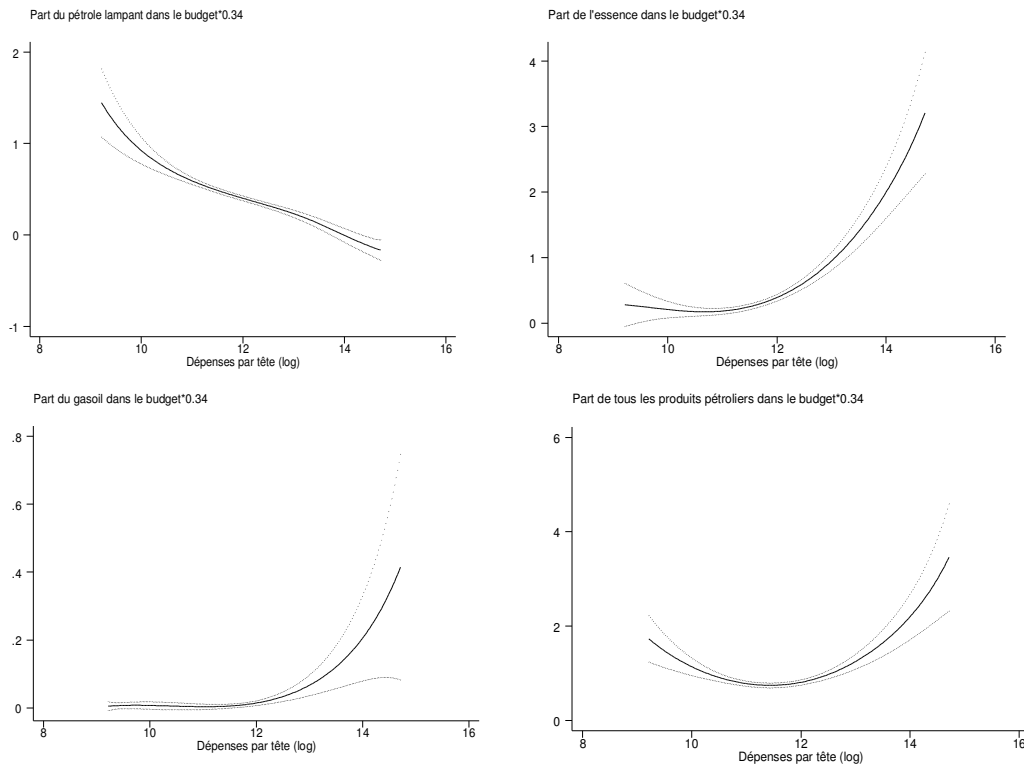 Part du pétrole lampant dans le budget*0.34
2
1
0
-1
8 10 12 14 16
Dépenses par tête (log)
Part de l'essence dans le budget*0.34
4
3
2
1
0
8 10 12 14 16
Dépenses par tête (log)
Part du gasoil dans le budget*0.34
.8
.6
.4
.2
0
8 10 12 14 16
Dépenses par tête (log)
Part de tous les produits pétroliers dans le budget*0.34
6
4
2
0
8 10 12 14 16
Dépenses par tête (log)